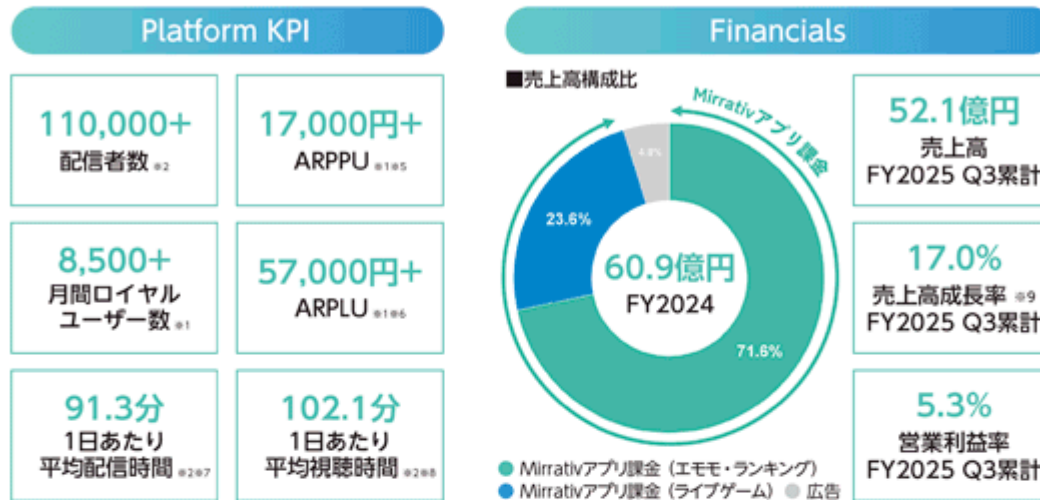 Platform KPI
110,000+
配信者数 ※2
17,000円+
ARPPU ※1※5
8,500+
月間ロイヤル
ユーザー数 ※1
57,000円+
ARPLU ※1※6
91.3分
1日あたり
平均配信時間 ※2※7
102.1分
1日あたり
平均視聴時間 ※2※8
Financials
■売上高構成比
Mirrativアプリ課金
4.8%
23.6%
60.9億円
FY2024
71.6%
Mirrativアプリ課金（エモモ・ランキング）
Mirrativアプリ課金（ライブゲーム） 広告
52.1億円
売上高
FY2025 Q3累計
17.0%
売上高成長率 ※9
FY2025 Q3累計
5.3%
営業利益率
FY2025 Q3累計